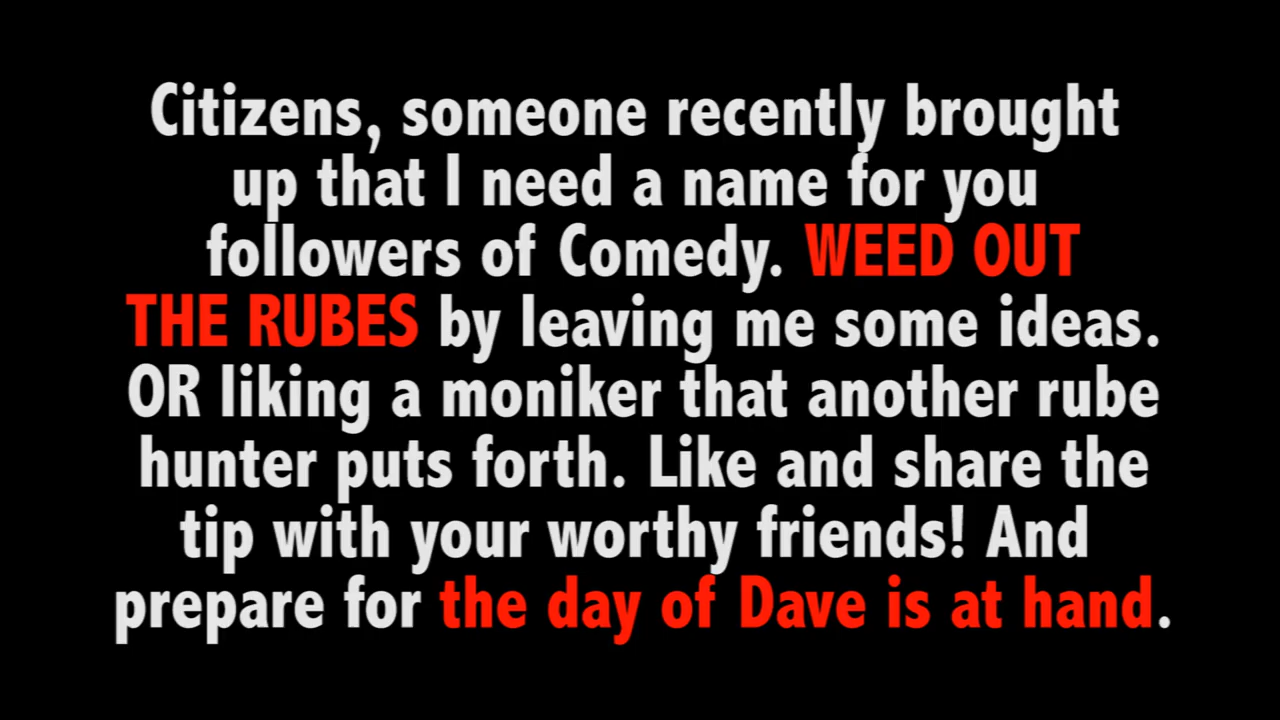 Citizens, someone recently brought
up that I need a name for you
followers of Comedy. WEED OUT
THE RUBES by leaving me some ideas.
OR liking a moniker that another rube
hunter puts forth. Like and share the
tip with your worthy friends! And
prepare for the day of Dave is at hand.